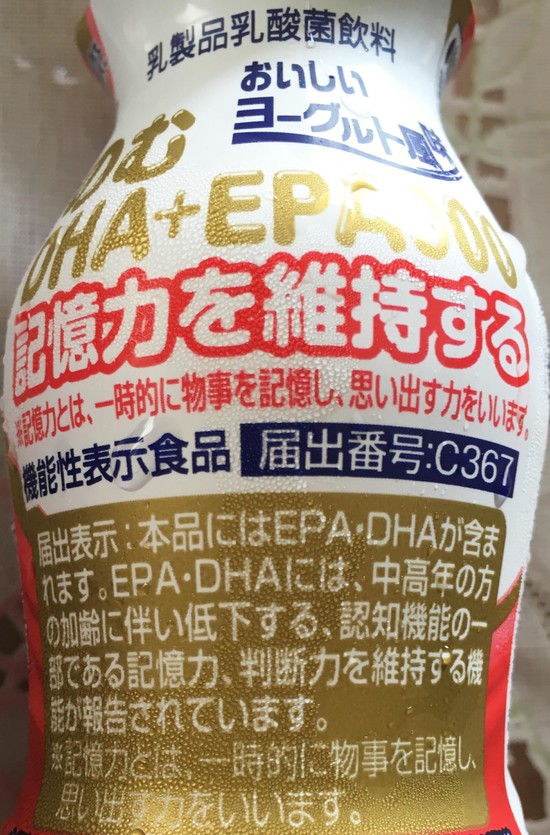 乳製品乳酸菌飲料
おいしい
ヨーグルト風味
のむ
DHA+EPA900
記憶力を維持する
※記憶力とは、一時的に物事を記憶し、思い出す力をいいます。
機能性表示食品 届出番号:C367
届出表示:本品にはEPA・DHAが含ま
れます。EPA・DHAには、中高年の方
の加齢に伴い低下する、認知機能の一
部である記憶力、判断力を維持する機
能が報告されています。
※記憶力とは、一時的に物事を記憶し、
思い出す力をいいます。